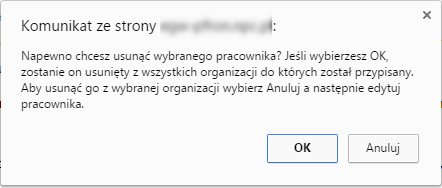 Komunikat ze strony
Napewno chcesz usunąć wybranego pracownika? Jeśli wybierzesz OK,
zostanie on usunięty z wszystkich organizacji do których został przypisany.
Aby usunąć go z wybranej organizacji wybierz Anuluj a następnie edytuj
pracownika.
OK
Anuluj